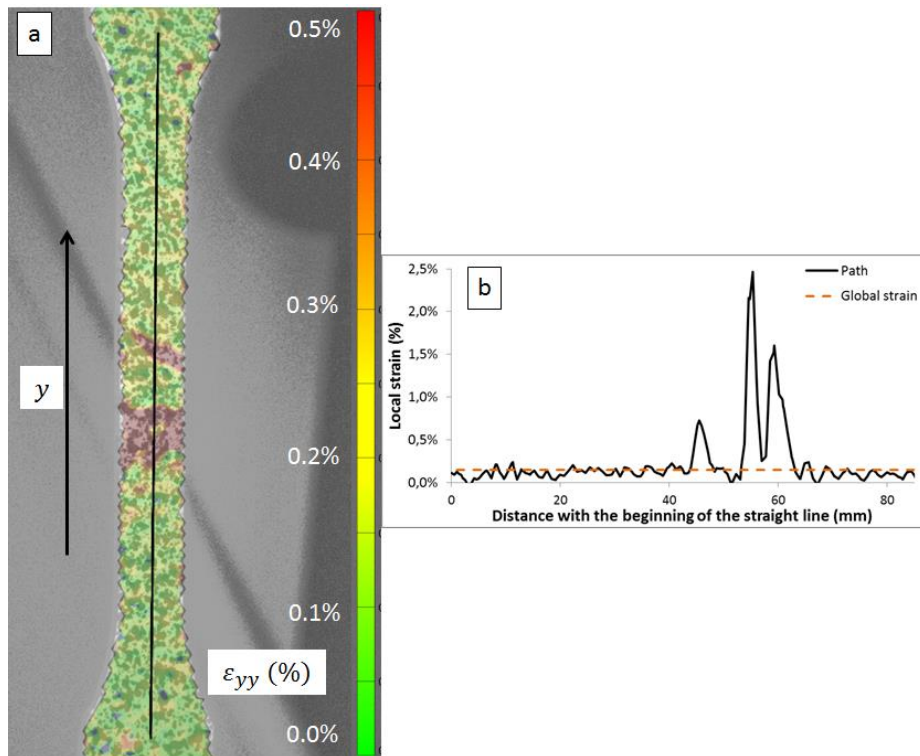 a
0.5%
0.4%
0.3%
0.2%
0.1%
0.0%
y
ε_yy (%)
b
Path
Global strain
Local strain (%)
2,5%
2,0%
1,5%
1,0%
0,5%
0,0%
0 20 40 60 80
Distance with the beginning of the straight line (mm)